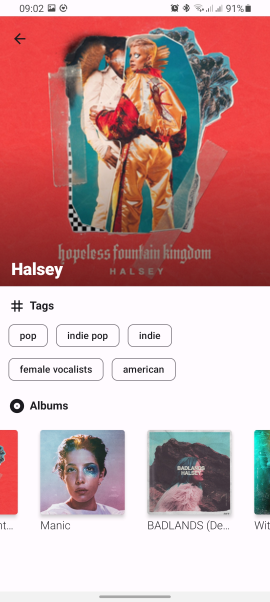 09:02
91%
hopeless fountain kingdom
HALSEY
Halsey
Tags
pop
indie pop
indie
female vocalists
american
Albums
BADLANDS
HALSEY
nt...
Manic
BADLANDS (De...
Wit